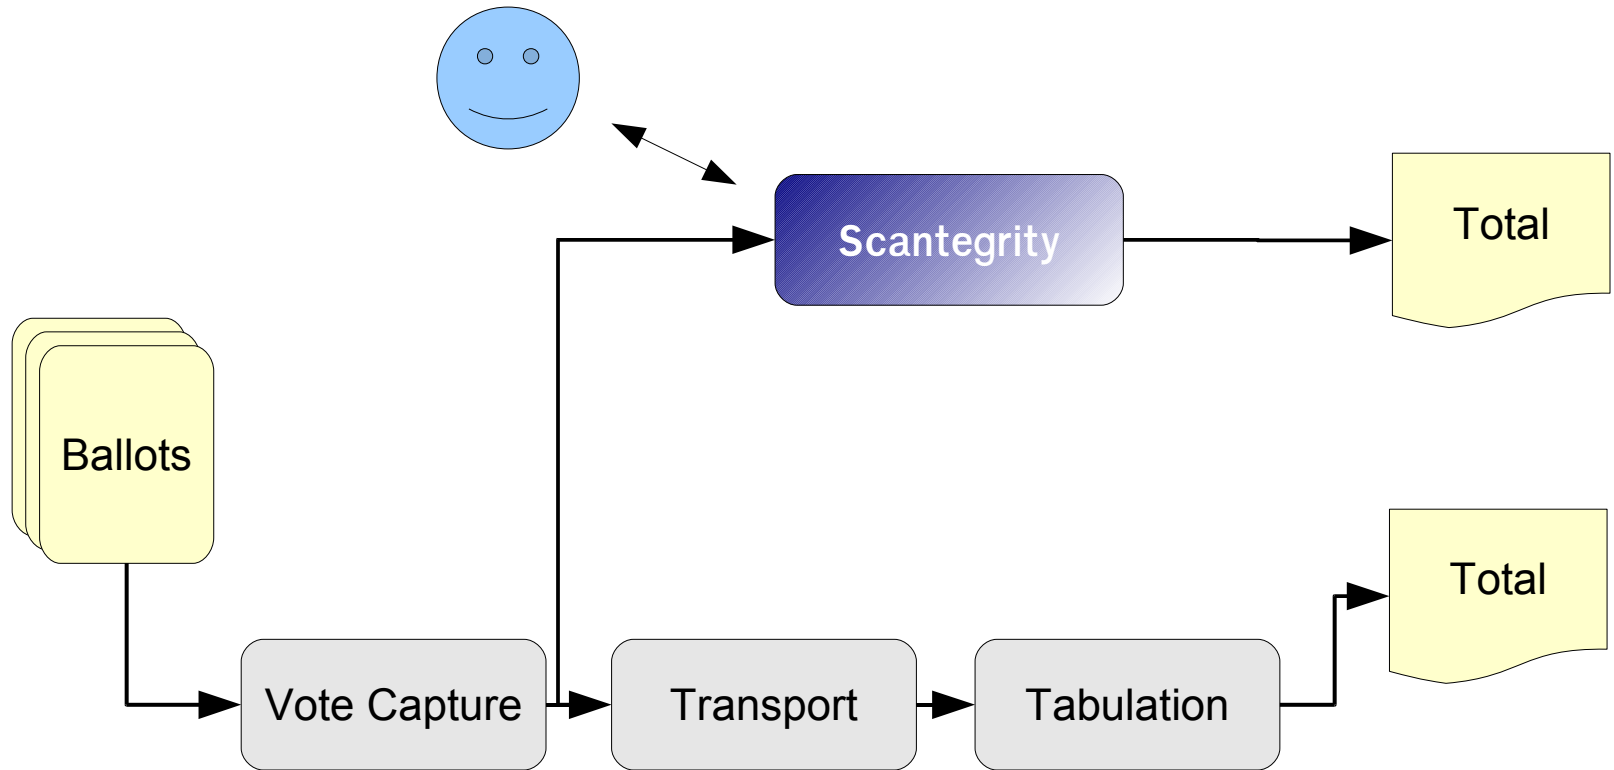 Scantegrity
Total
Ballots
Total
Vote Capture
Transport
Tabulation